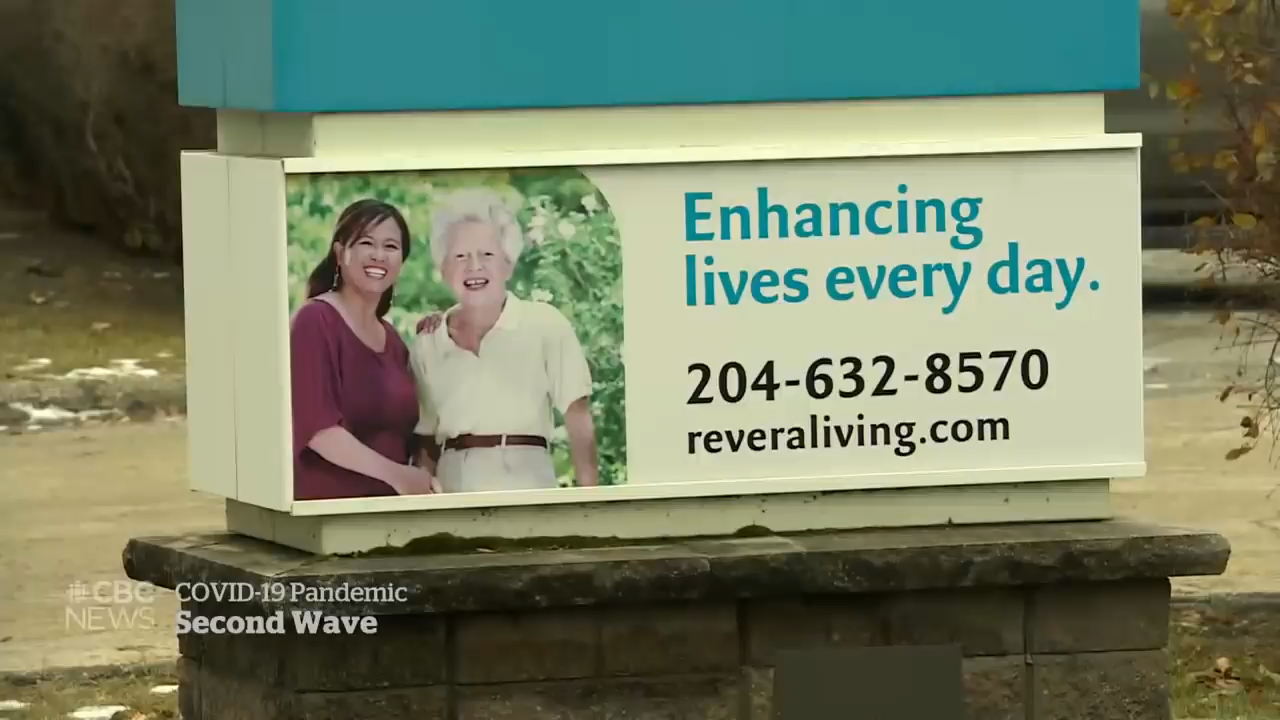 Enhancing
lives every day.
204-632-8570
reveraliving.com
CBC
NEWS
COVID-19 Pandemic
Second Wave